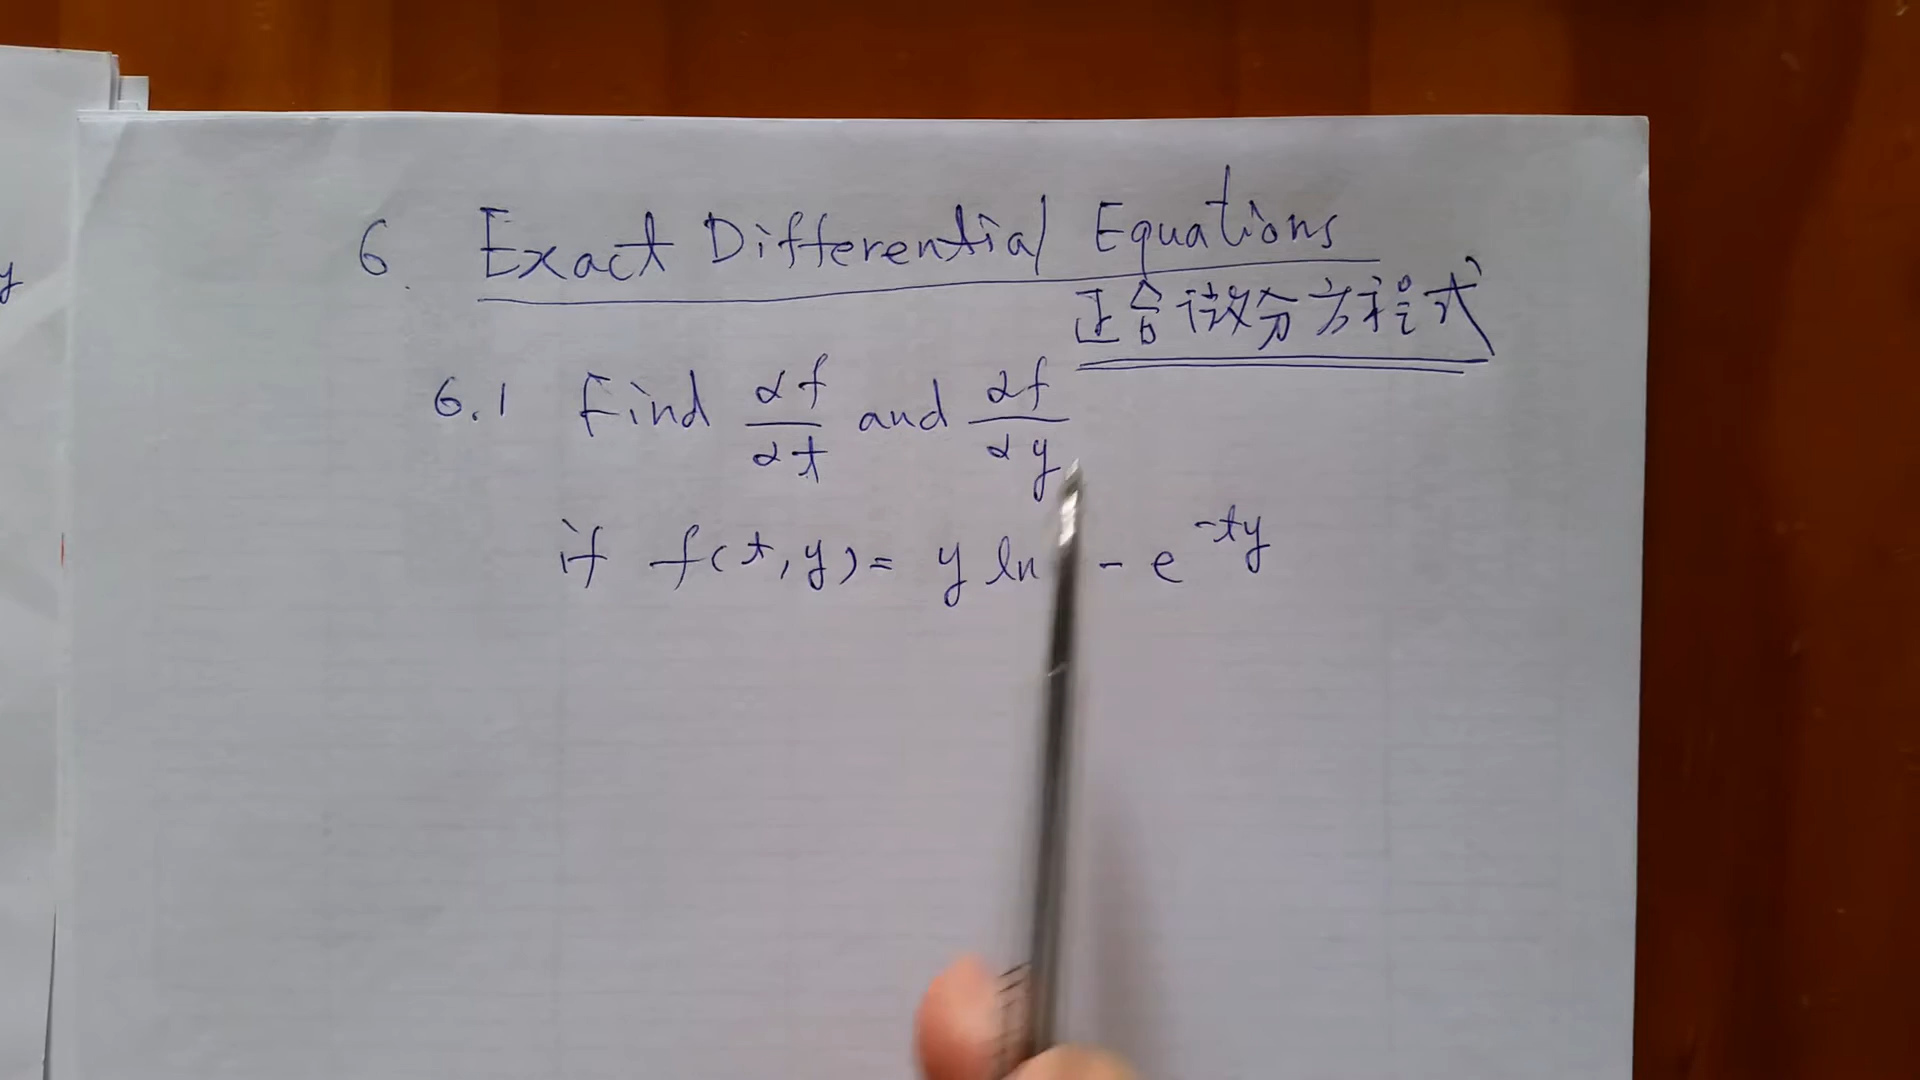 6. Exact Differential Equations
正合微分方程式
6.1 Find ∂f/∂t and ∂f/∂y
if f(t,y)= y ln - e^-ty
y